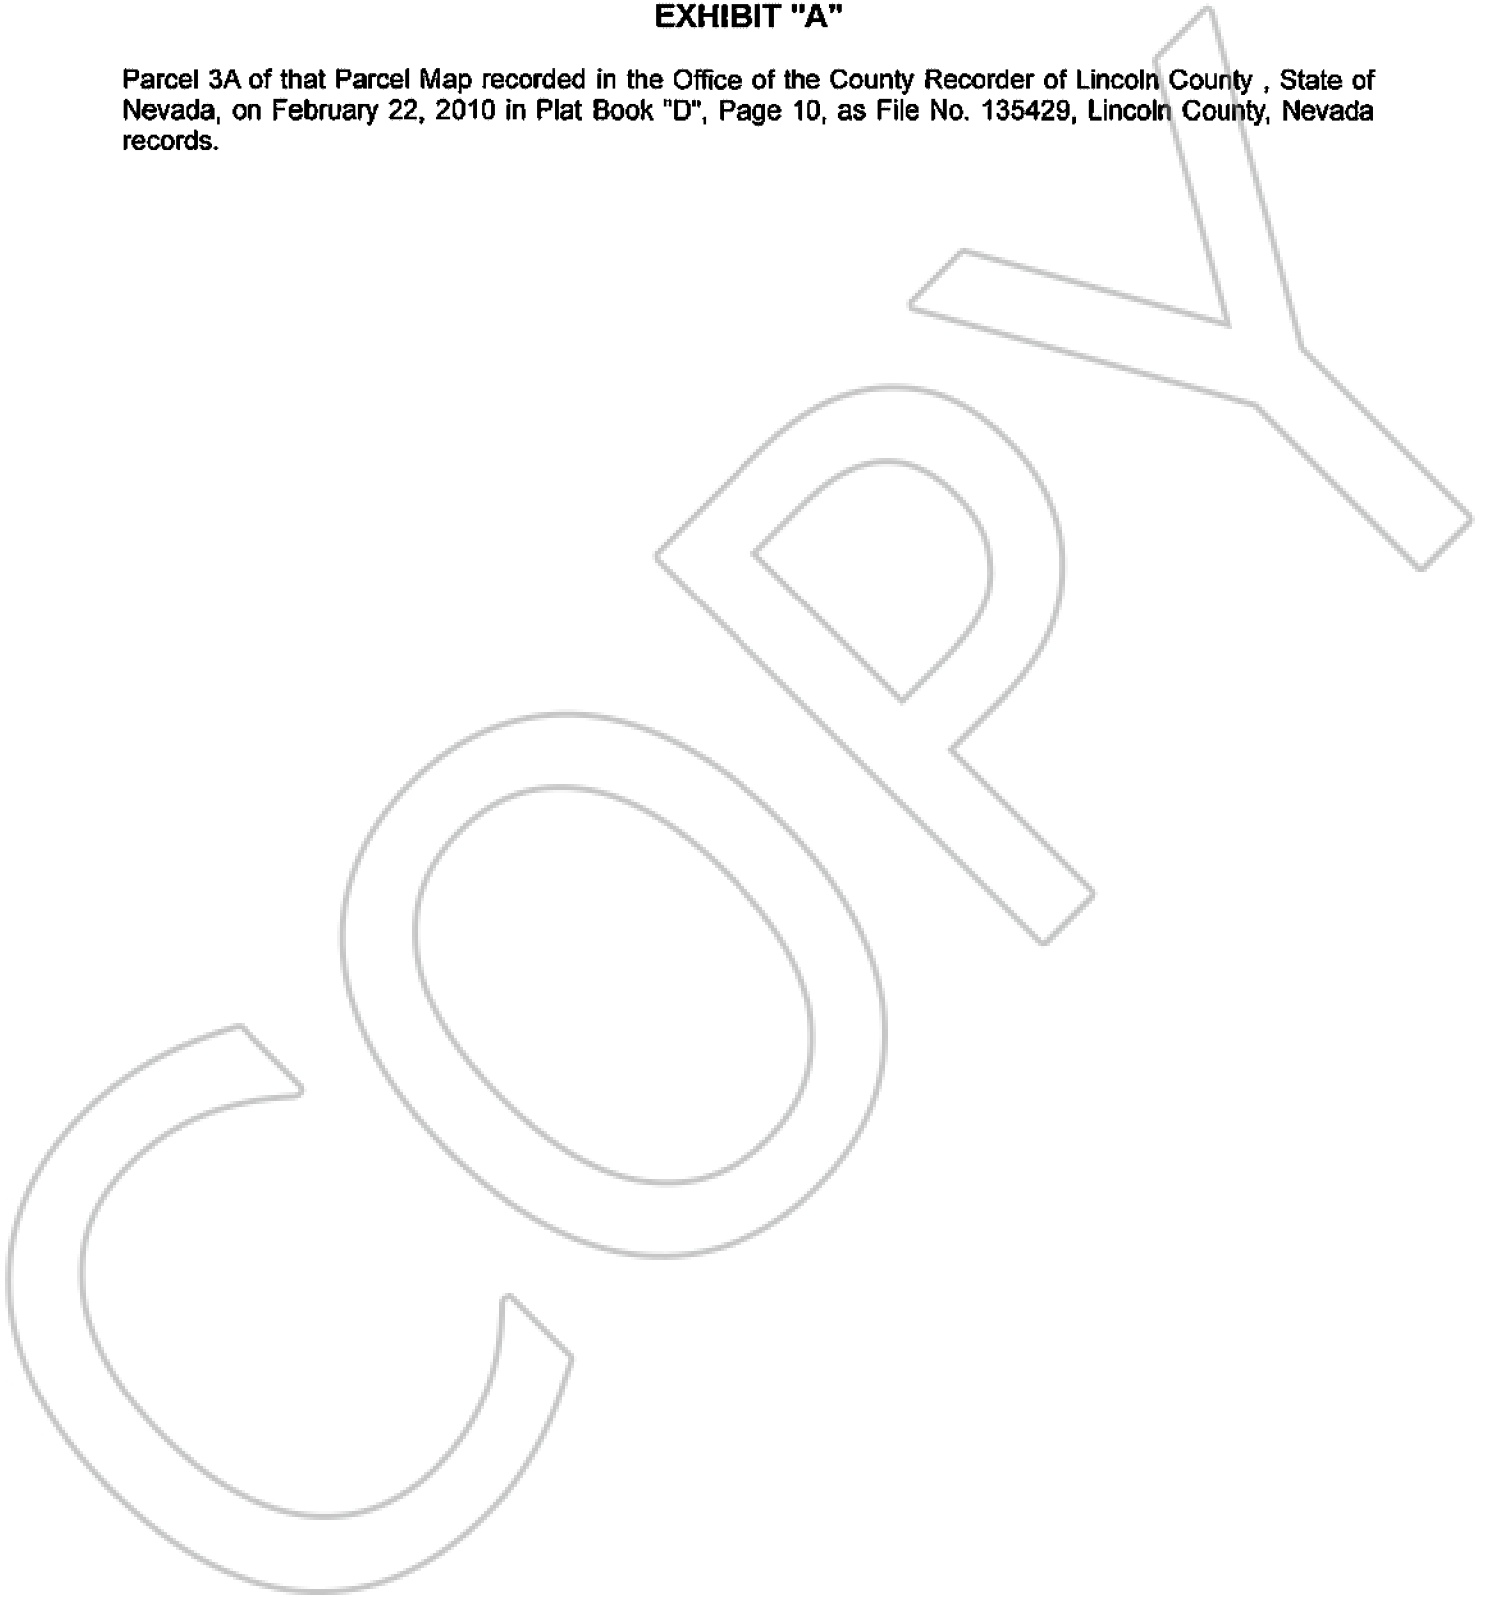 EXHIBIT "A"
Parcel 3A of that Parcel Map recorded in the Office of the County Recorder of Lincoln County , State of
Nevada, on February 22, 2010 in Plat Book "D", Page 10, as File No. 135429, Lincoln County, Nevada
records.
COPY